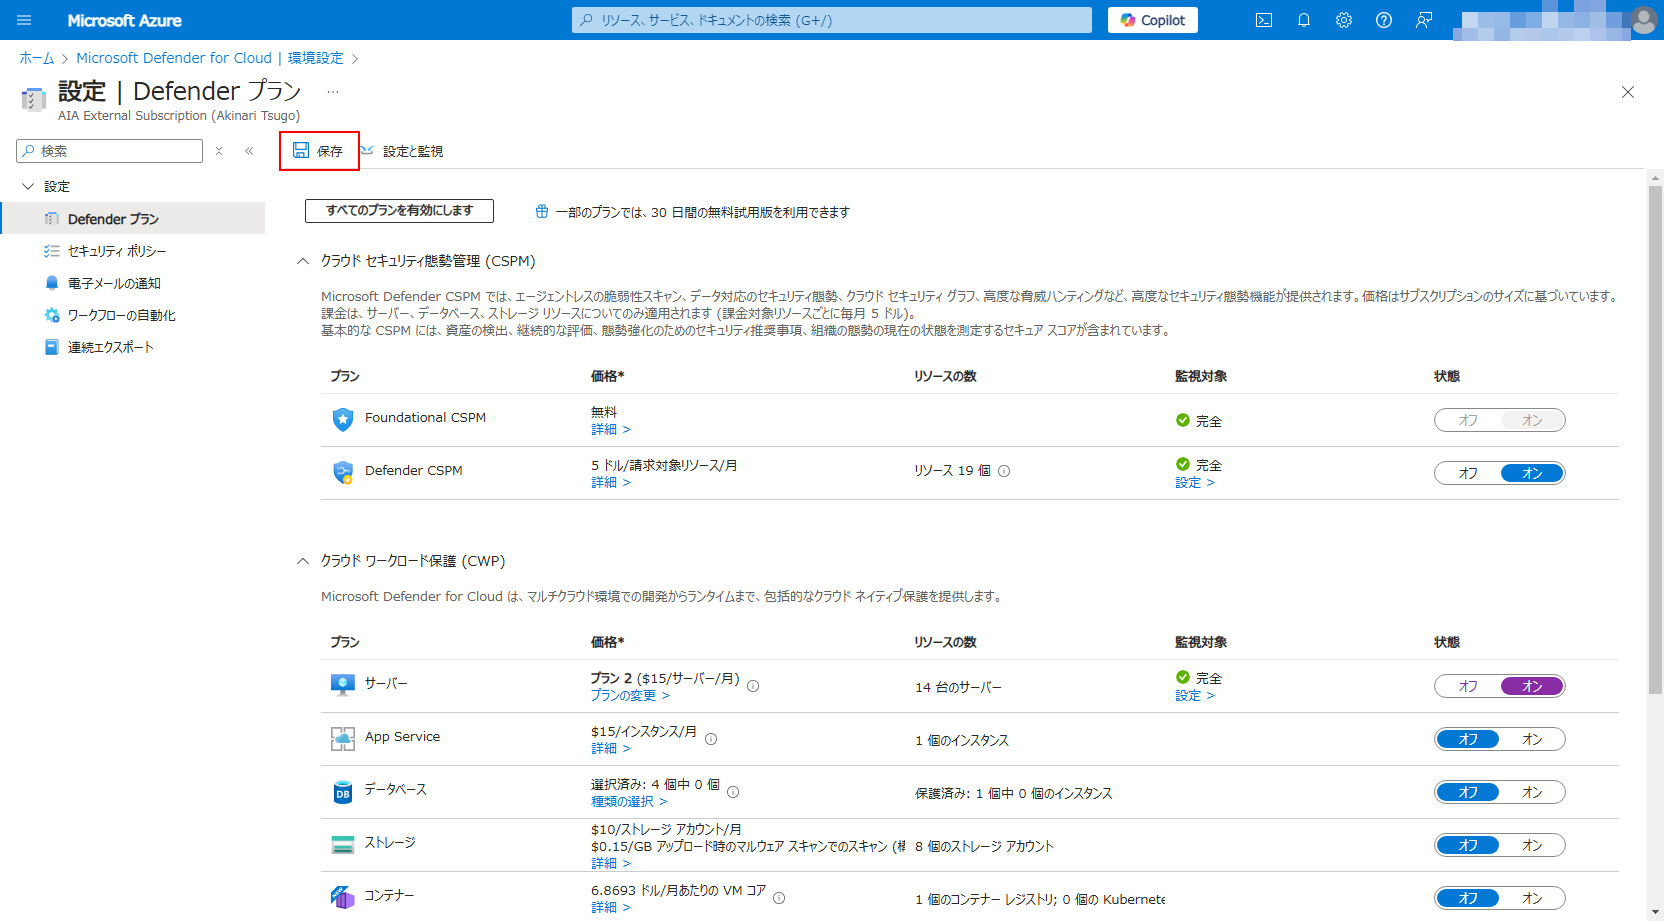 Microsoft Azure
リソース、サービス、ドキュメントの検索 (G+/)
Copilot
ホーム > Microsoft Defender for Cloud | 環境設定 >
設定 | Defender プラン ...
AIA External Subscription (Akinari Tsugo)
検索
保存
設定と監視
設定
Defender プラン
セキュリティ ポリシー
電子メールの通知
ワークフローの自動化
連続エクスポート
すべてのプランを有効にします
一部のプランでは、30 日間の無料試用版を利用できます
クラウド セキュリティ態勢管理 (CSPM)
Microsoft Defender CSPM では、エージェントレスの脆弱性スキャン、データ対応のセキュリティ態勢、クラウド セキュリティ グラフ、高度な脅威ハンティングなど、高度なセキュリティ態勢機能が提供されます。価格はサブスクリプションのサイズに基づいています。
課金は、サーバー、データベース、ストレージ リソースについてのみ適用されます (課金対象リソースごとに毎月 5 ドル)。
基本的な CSPM には、資産の検出、継続的な評価、態勢強化のためのセキュリティ推奨事項、組織の態勢の現在の状態を測定するセキュア スコアが含まれています。
プラン 価格* リソースの数 監視対象 状態
Foundational CSPM 無料 完全 オフ オン
詳細 >
Defender CSPM 5 ドル/請求対象リソース/月 リソース 19 個 完全 オフ オン
詳細 > 設定 >
クラウド ワークロード保護 (CWP)
Microsoft Defender for Cloud は、マルチクラウド環境での開発からランタイムまで、包括的なクラウド ネイティブ保護を提供します。
プラン 価格* リソースの数 監視対象 状態
サーバー プラン 2 ($15/サーバー/月) 14 台のサーバー 完全 オフ オン
プランの変更 > 設定 >
App Service $15/インスタンス/月 1 個のインスタンス オフ オン
詳細 >
データベース 選択済み: 4 個中 0 個 保護済み: 1 個中 0 個のインスタンス オフ オン
種類の選択 >
ストレージ $10/ストレージ アカウント/月
$0.15/GB アップロード時のマルウェア スキャンでのスキャン (構 8 個のストレージ アカウント オフ オン
詳細 >
コンテナー 6.8693 ドル/月あたりの VM コア 1 個のコンテナー レジストリ; 0 個の Kubernete オフ オン
詳細 >